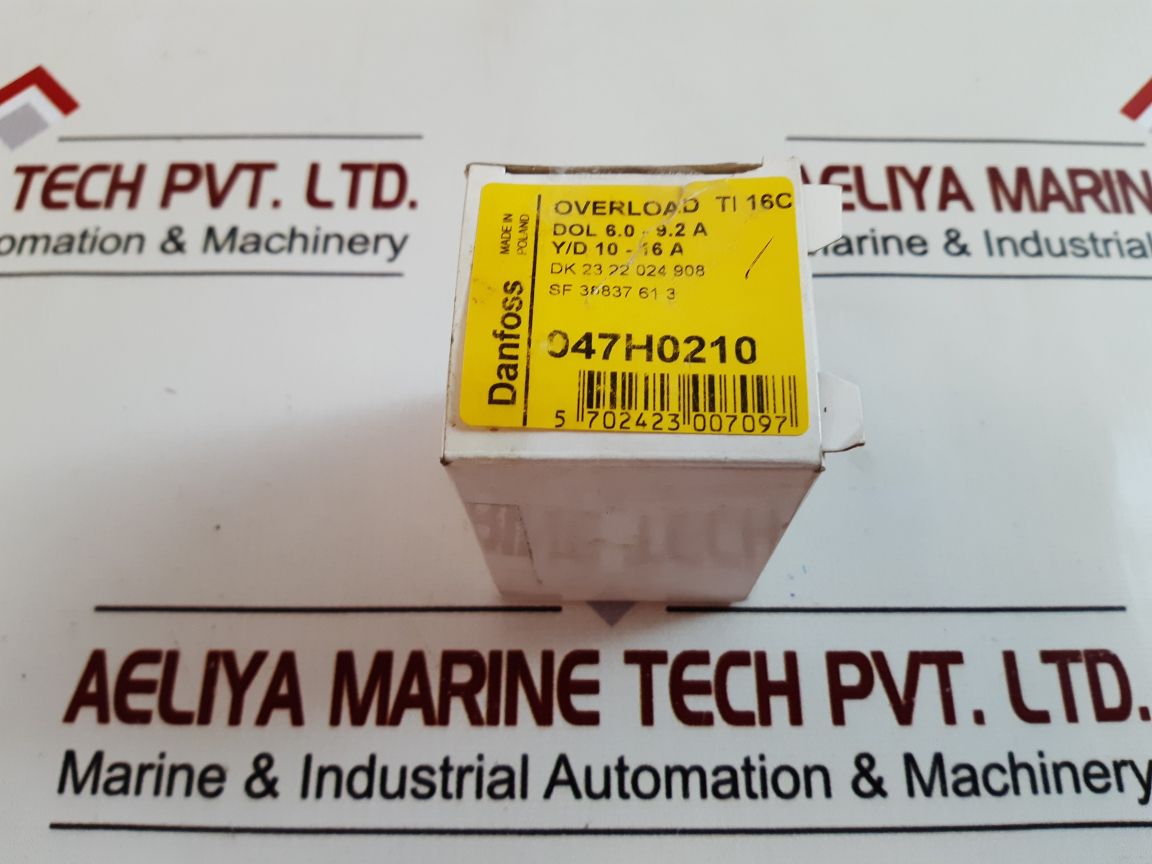 TECH PVT. LTD.
omation & Machinery
AELIYA MARIN
arine & Industrial
OVERLOAD TI 16C
DOL 6.0 - 9.2 A
Y/D 10 - 16 A
DK 23 22 024 908
SF 38837 61 3
047H0210
5 702423 007097
MADE IN
POLAND
Danfoss
AELIYA MARINE TECH PVT. LTD.
Marine & Industrial Automation & Machinery